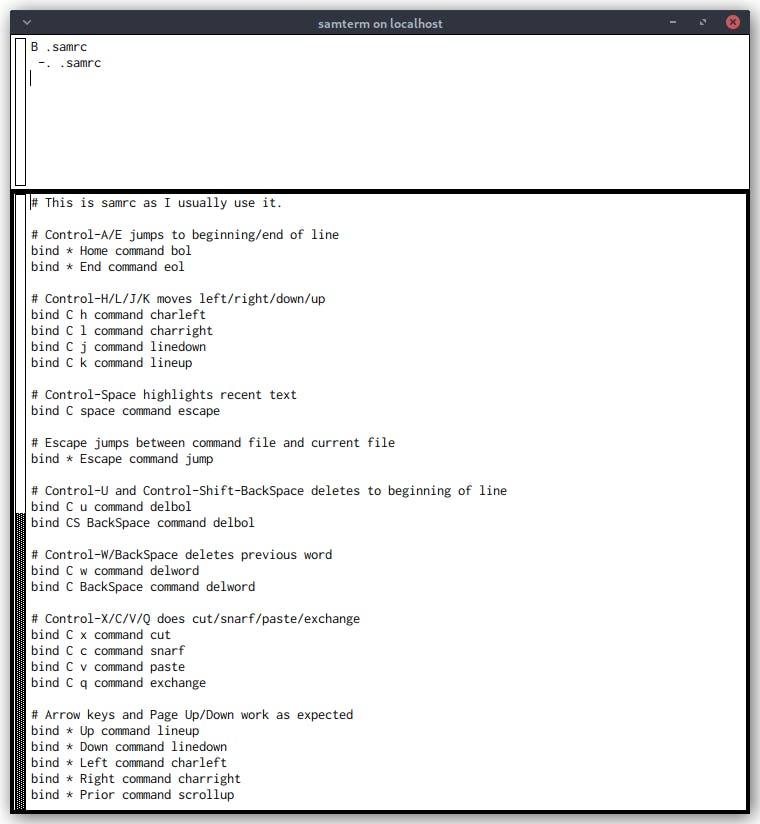 samterm on localhost
B .samrc
 -. .samrc
# This is samrc as I usually use it.
# Control-A/E jumps to beginning/end of line
bind * Home command bol
bind * End command eol
# Control-H/L/J/K moves left/right/down/up
bind C h command charleft
bind C l command charright
bind C j command linedown
bind C k command lineup
# Control-Space highlights recent text
bind C space command escape
# Escape jumps between command file and current file
bind * Escape command jump
# Control-U and Control-Shift-BackSpace deletes to beginning of line
bind C u command delbol
bind CS BackSpace command delbol
# Control-W/BackSpace deletes previous word
bind C w command delword
bind C BackSpace command delword
# Control-X/C/V/Q does cut/snarf/paste/exchange
bind C x command cut
bind C c command snarf
bind C v command paste
bind C q command exchange
# Arrow keys and Page Up/Down work as expected
bind * Up command lineup
bind * Down command linedown
bind * Left command charleft
bind * Right command charright
bind * Prior command scrollup